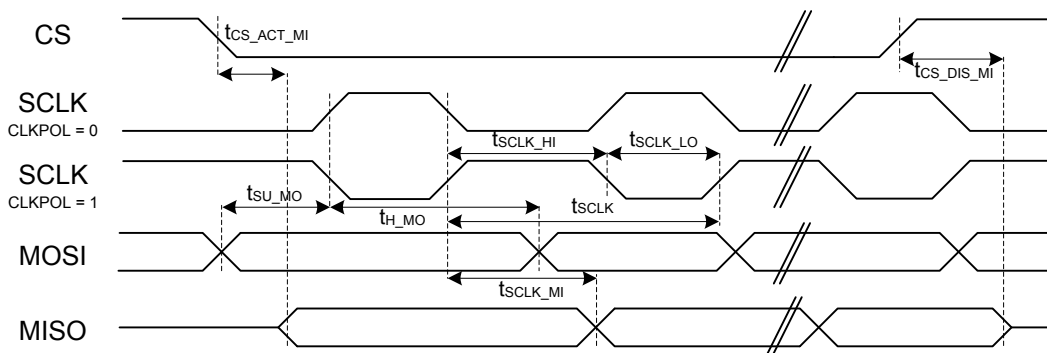 CS
tCS_ACT_MI
tCS_DIS_MI
SCLK
CLKPOL = 0
tSCLK_HI
tSCLK_LO
SCLK
CLKPOL = 1
tSU_MO
tH_MO
tSCLK
MOSI
tSCLK_MI
MISO